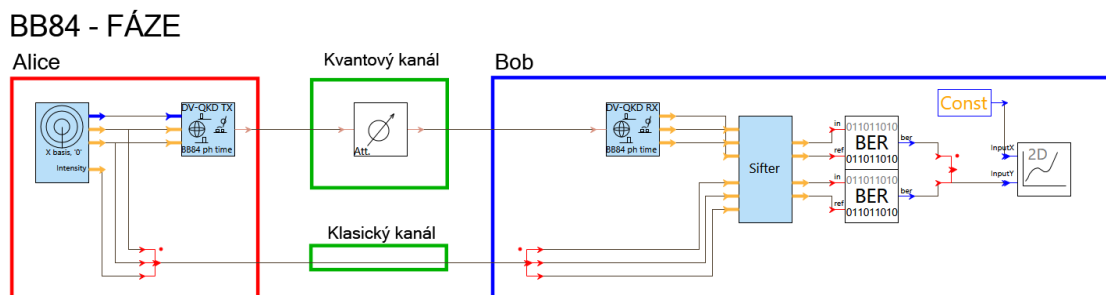 BB84 - FÁZE
Alice
Kvantový kanál
Bob
X basis, '0'
Intensity
DV-QKD TX
BB84 ph time
Att.
DV-QKD RX
BB84 ph time
Sifter
in
ref
011011010
BER
011011010
ber
in
ref
011011010
BER
011011010
ber
Const
InputX
InputY
2D
Klasický kanál